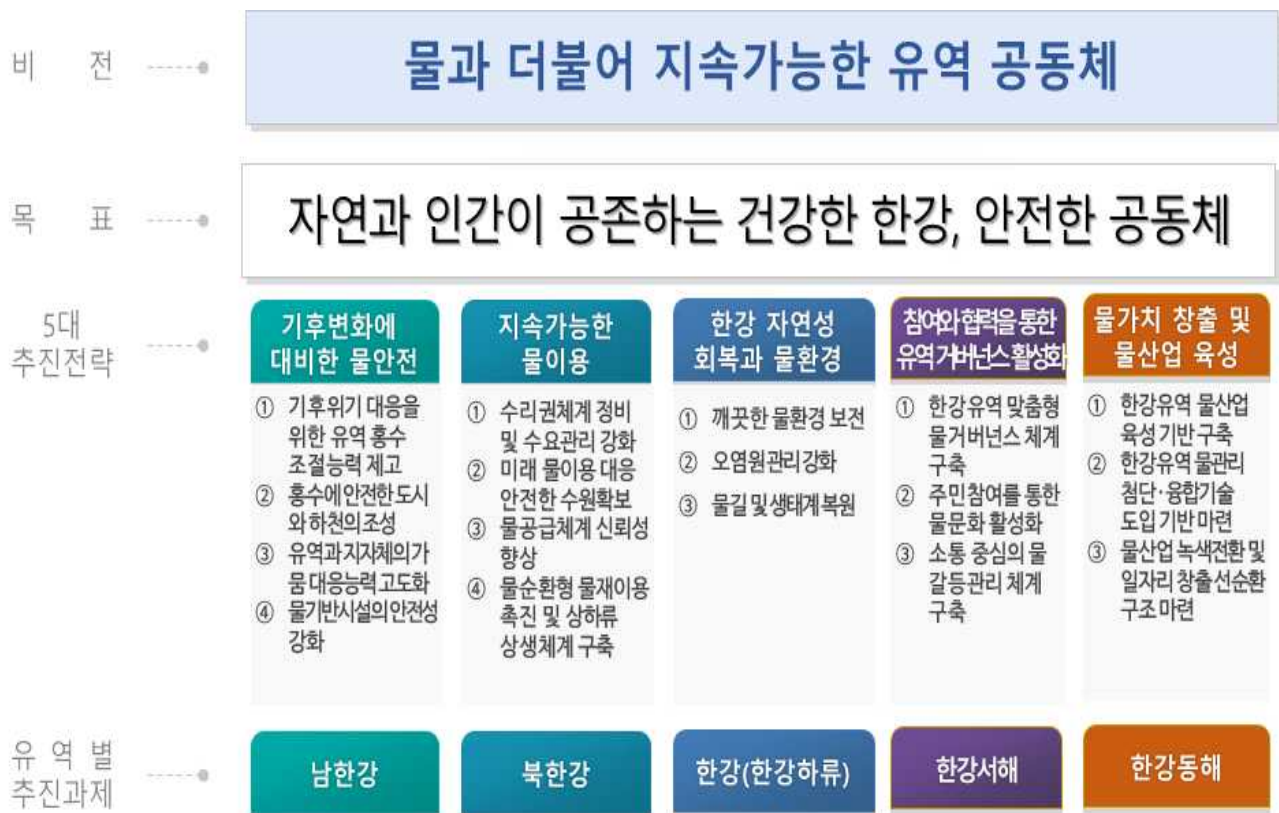 비 전
물과 더불어 지속가능한 유역 공동체
목 표
자연과 인간이 공존하는 건강한 한강, 안전한 공동체
5대
추진전략
기후변화에
대비한 물안전
① 기후위기 대응을
위한 유역 홍수
조절능력 제고
② 홍수에 안전한 도시
와 하천의 조성
③ 유역과 지자체의 가
뭄 대응능력 고도화
④ 물기반시설의 안전성
강화
지속가능한
물이용
① 수리권체계 정비
및 수요관리 강화
② 미래 물이용 대응
안전한 수원확보
③ 물공급체계 신뢰성
향상
④ 물순환형 물재이용
촉진 및 상하류
상생체계 구축
한강 자연성
회복과 물환경
① 깨끗한 물환경 보전
② 오염원관리 강화
③ 물길 및 생태계 복원
참여와 협력을 통한
유역 거버넌스 활성화
① 한강유역 맞춤형
물거버넌스 체계
구축
② 주민참여를 통한
물문화 활성화
③ 소통 중심의 물
갈등관리 체계
구축
물가치 창출 및
물산업 육성
① 한강유역 물산업
육성 기반 구축
② 한강유역 물관리
첨단·융합기술
도입 기반 마련
③ 물산업 녹색전환 및
일자리 창출 선순환
구조 마련
유 역 별
추진과제
남한강
북한강
한강(한강하류)
한강서해
한강동해